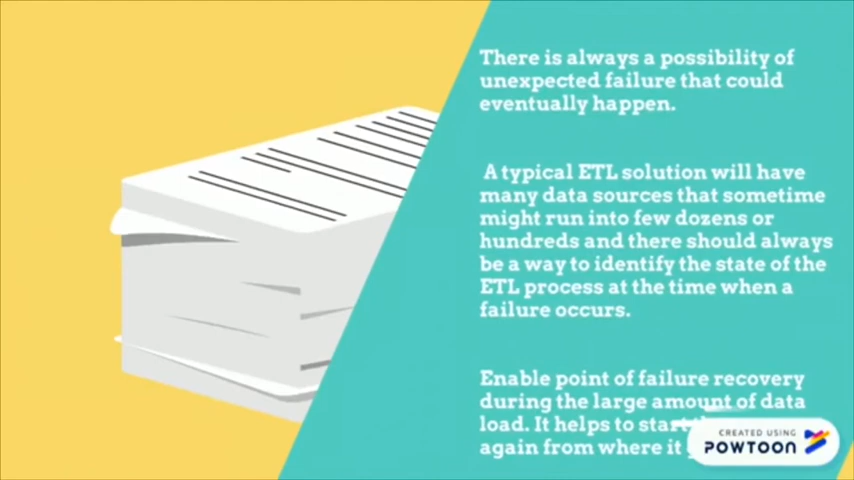 There is always a possibility of
unexpected failure that could
eventually happen.
A typical ETL solution will have
many data sources that sometime
might run into few dozens or
hundreds and there should always
be a way to identify the state of the
ETL process at the time when a
failure occurs.
Enable point of failure recovery
during the large amount of data
load. It helps to start
again from where it
CREATED USING
POWTOON